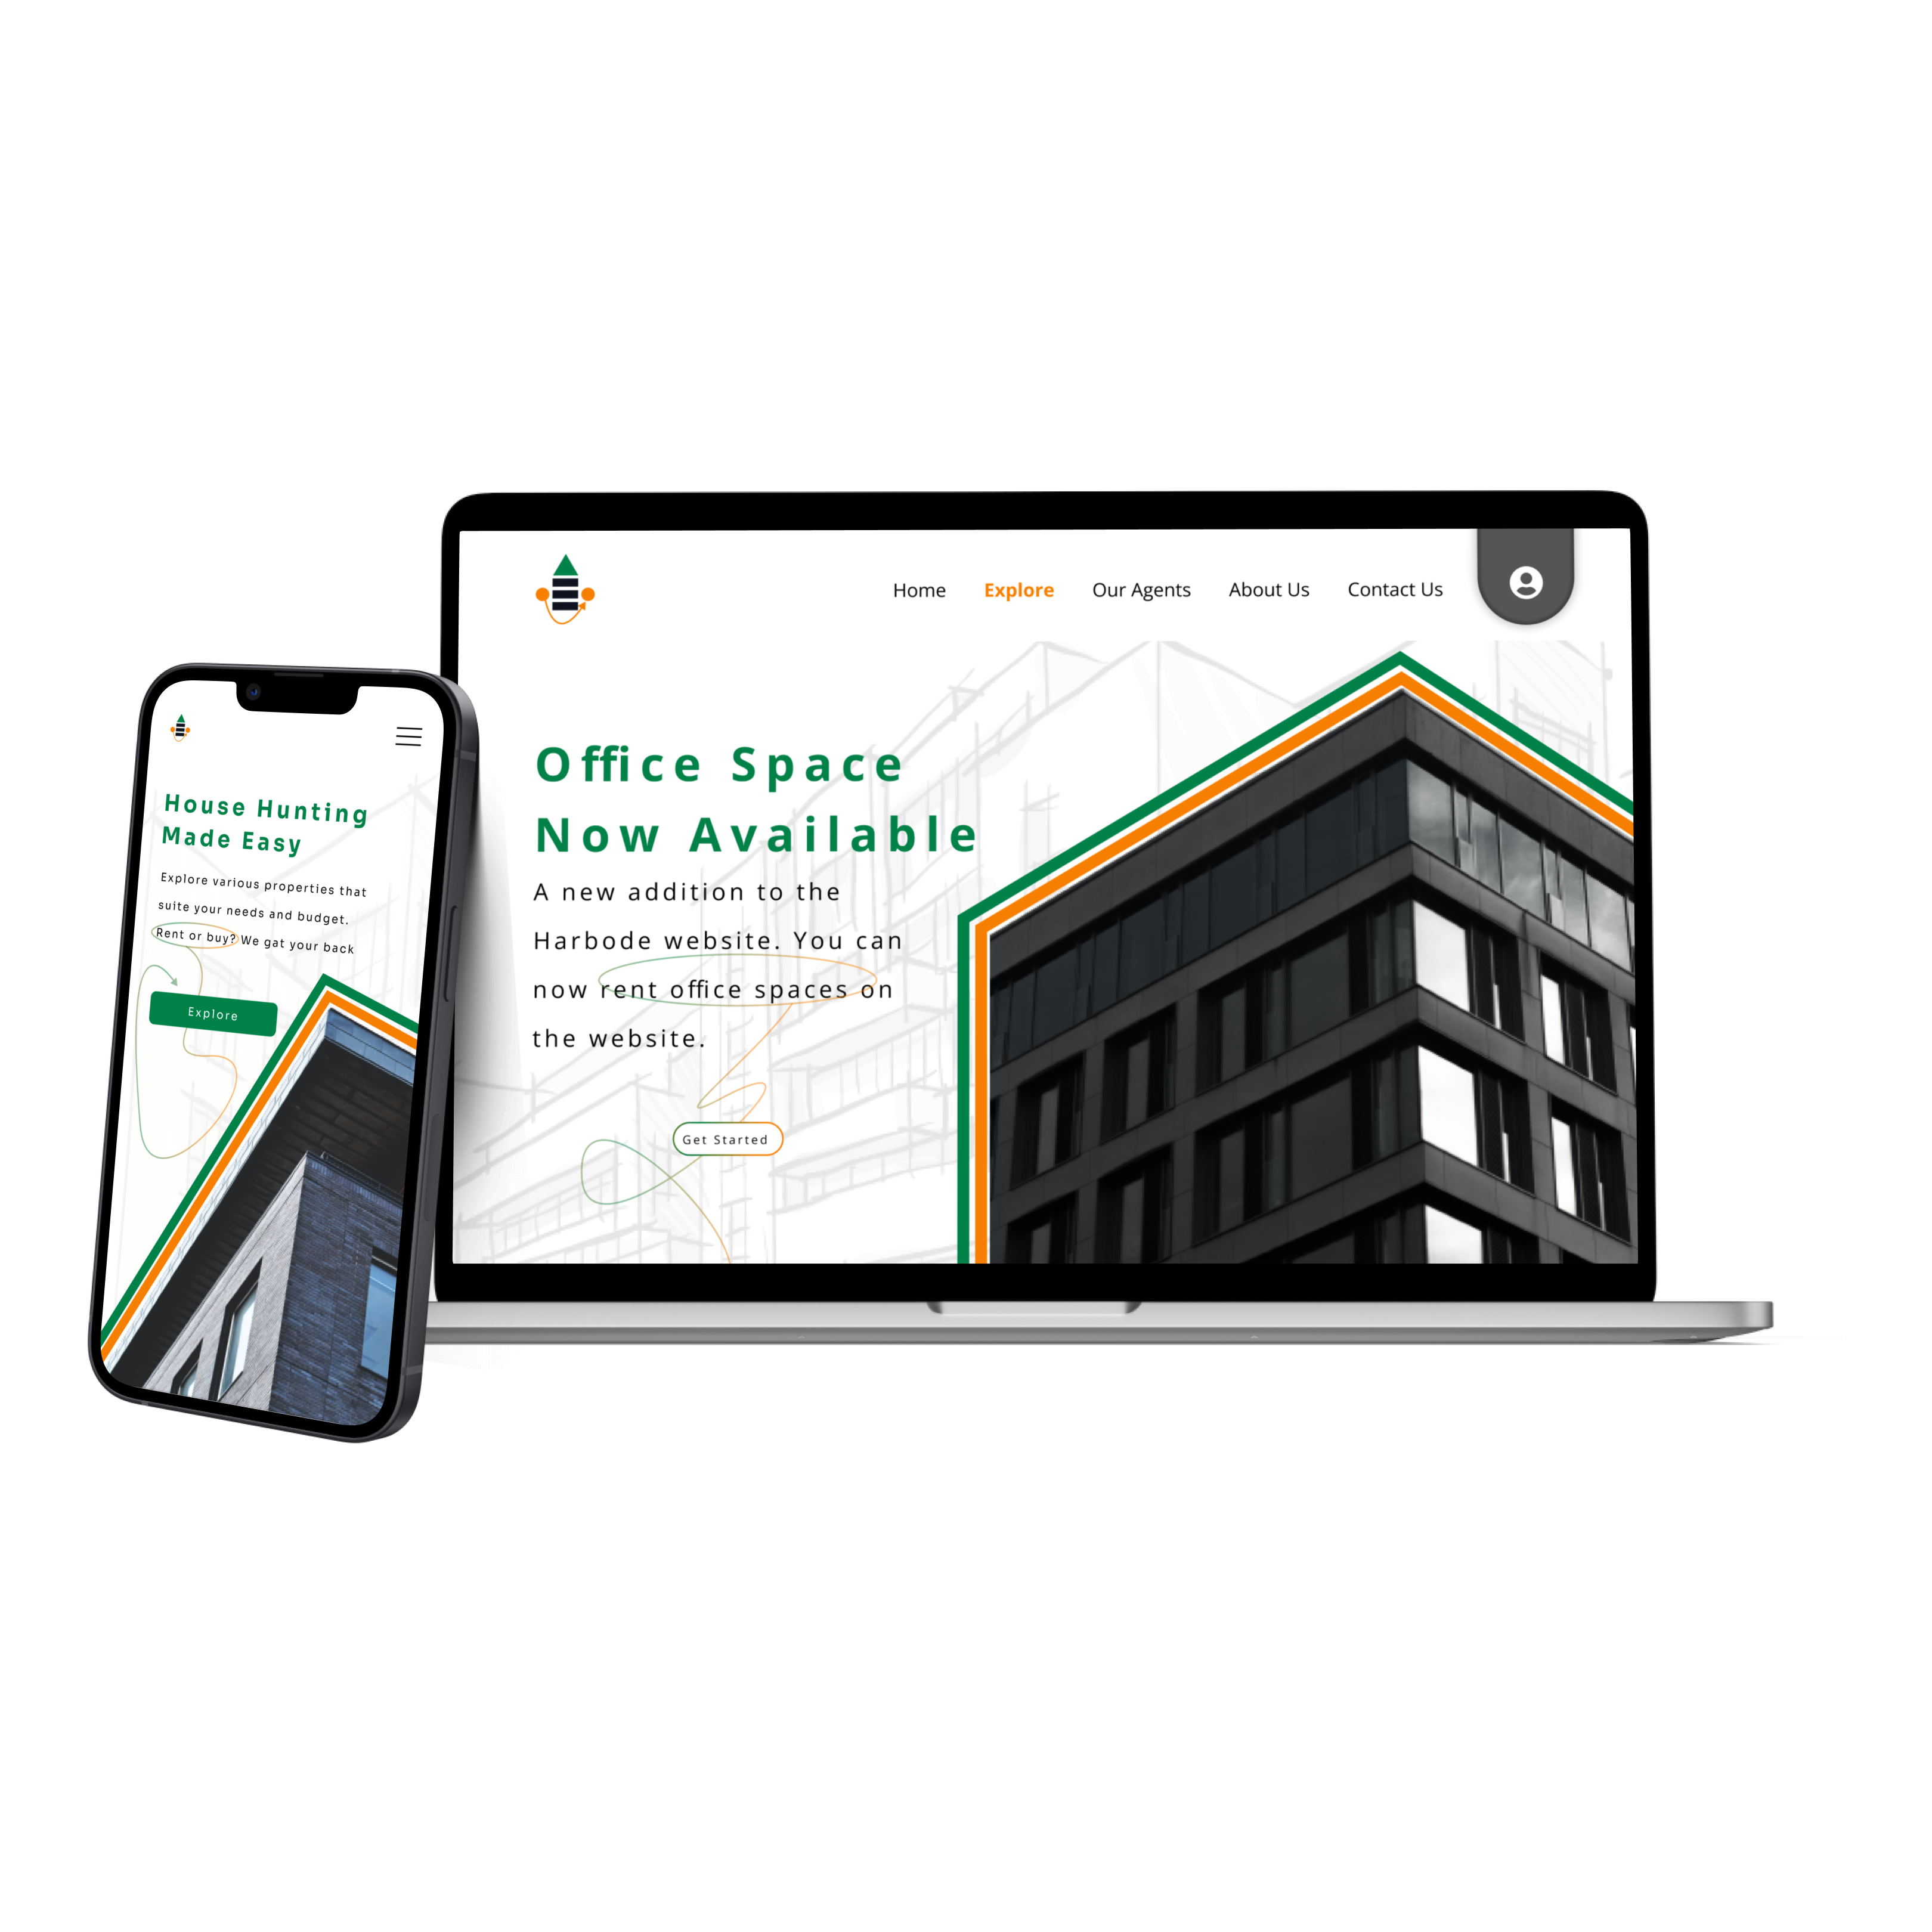 Home Explore Our Agents About Us Contact Us
Office Space
Now Available
A new addition to the
Harbode website. You can
now rent office spaces on
the website.
Get Started
House Hunting
Made Easy
Explore various properties that
suite your needs and budget.
Rent or buy? We gat your back
Explore